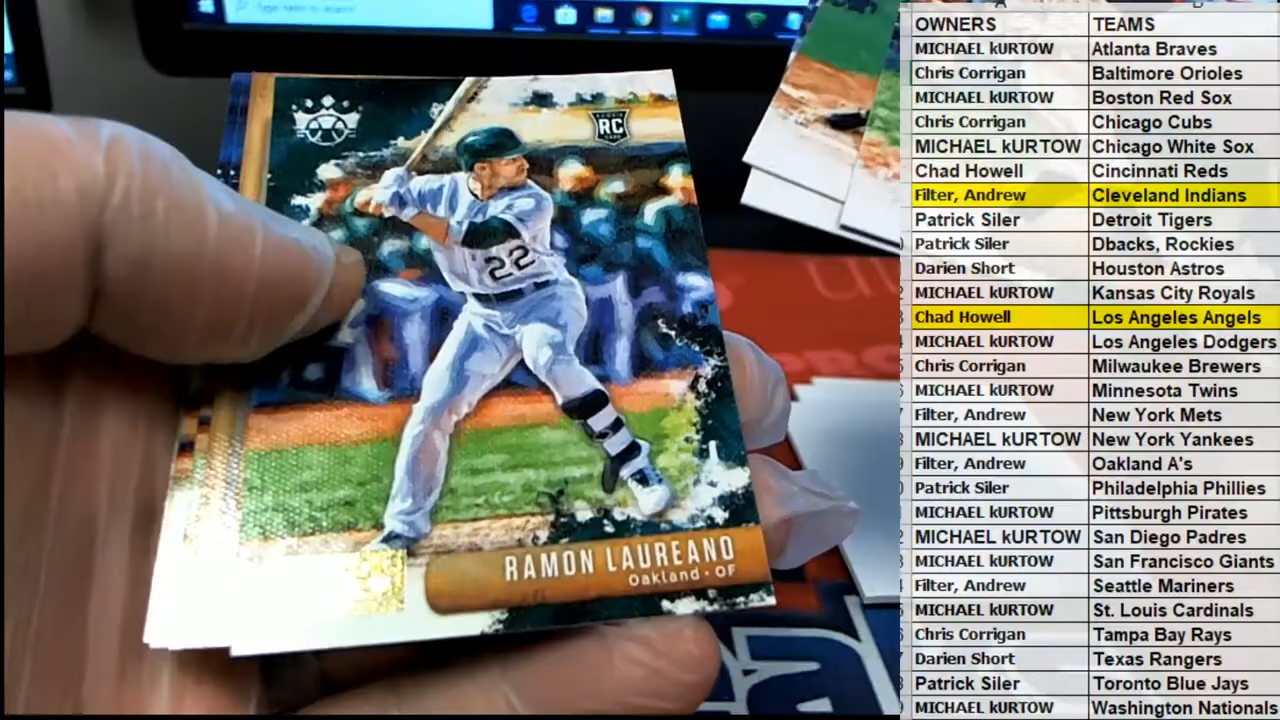 Type here to search
RC
22
RAMON LAUREANO
Oakland • OF
OWNERS TEAMS
MICHAEL kURTOW Atlanta Braves
Chris Corrigan Baltimore Orioles
MICHAEL kURTOW Boston Red Sox
Chris Corrigan Chicago Cubs
MICHAEL kURTOW Chicago White Sox
Chad Howell Cincinnati Reds
Filter, Andrew Cleveland Indians
Patrick Siler Detroit Tigers
Patrick Siler Dbacks, Rockies
Darien Short Houston Astros
MICHAEL kURTOW Kansas City Royals
Chad Howell Los Angeles Angels
MICHAEL kURTOW Los Angeles Dodgers
Chris Corrigan Milwaukee Brewers
MICHAEL kURTOW Minnesota Twins
Filter, Andrew New York Mets
MICHAEL kURTOW New York Yankees
Filter, Andrew Oakland A's
Patrick Siler Philadelphia Phillies
MICHAEL kURTOW Pittsburgh Pirates
MICHAEL kURTOW San Diego Padres
MICHAEL kURTOW San Francisco Giants
Filter, Andrew Seattle Mariners
MICHAEL kURTOW St. Louis Cardinals
Chris Corrigan Tampa Bay Rays
Darien Short Texas Rangers
Patrick Siler Toronto Blue Jays
MICHAEL kURTOW Washington Nationals